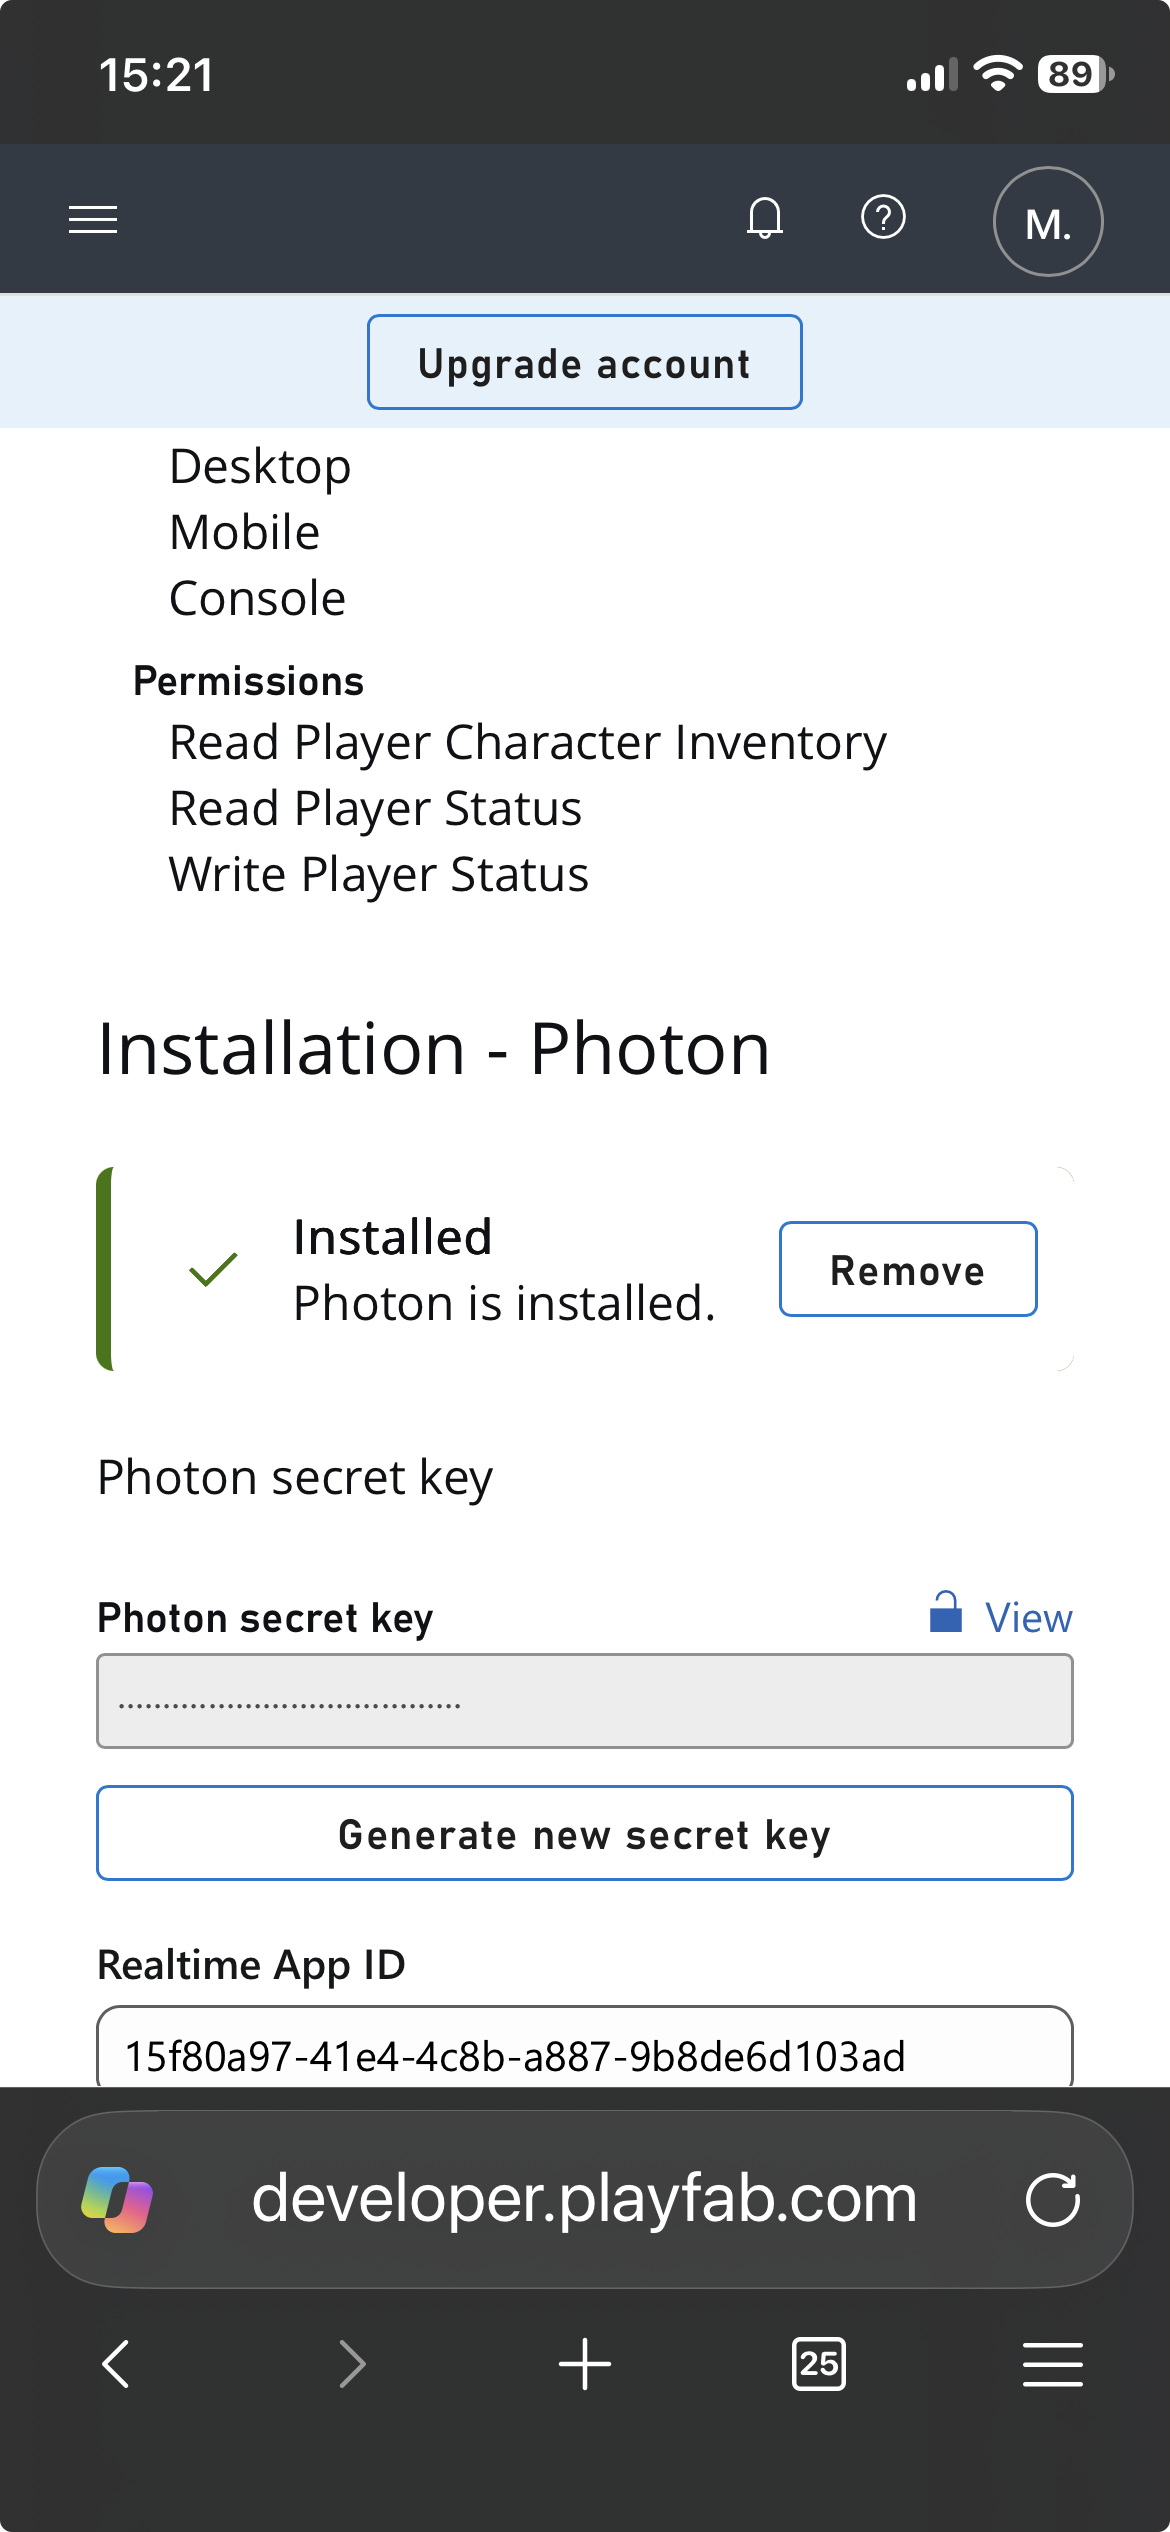 15:21
89
M.
Upgrade account
Desktop
Mobile
Console
Permissions
Read Player Character Inventory
Read Player Status
Write Player Status
Installation - Photon
Installed
Photon is installed.
Remove
Photon secret key
Photon secret key
View
Generate new secret key
Realtime App ID
15f80a97-41e4-4c8b-a887-9b8de6d103ad
developer.playfab.com
25